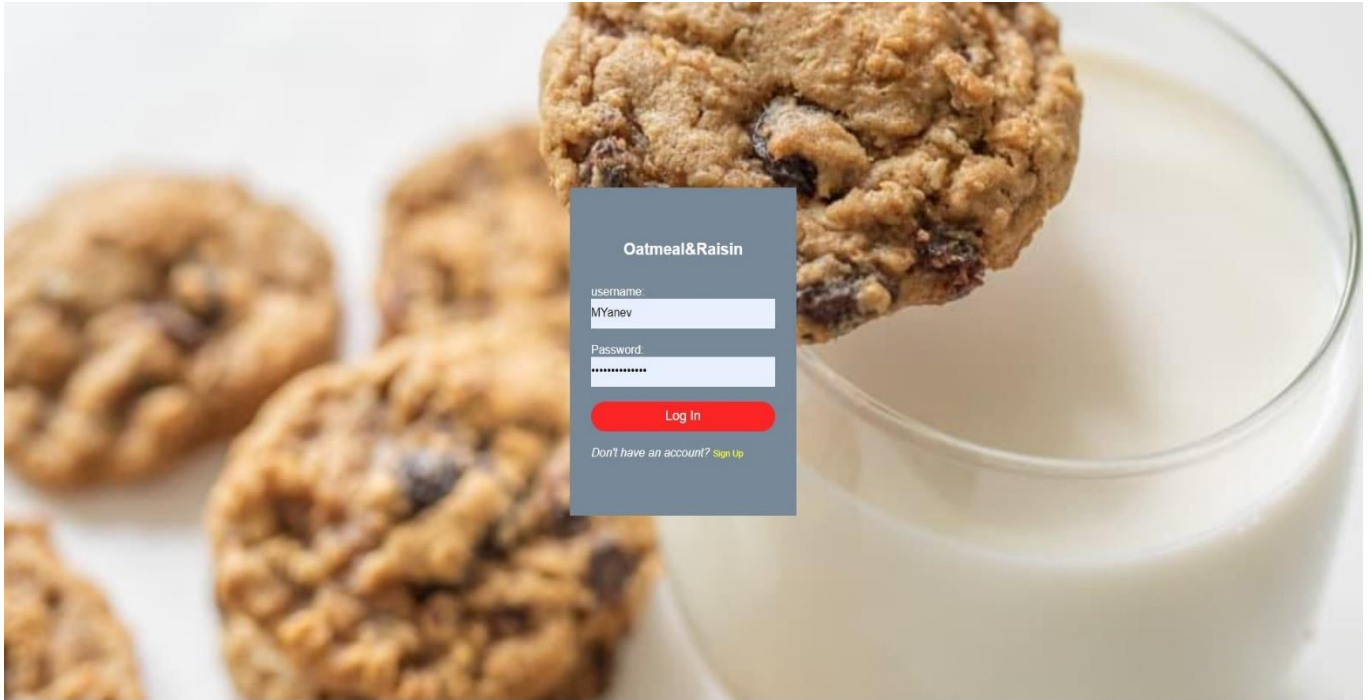 Oatmeal&Raisin
username:
MYanev
Password:
••••••••••••••
Log In
Don't have an account? Sign Up